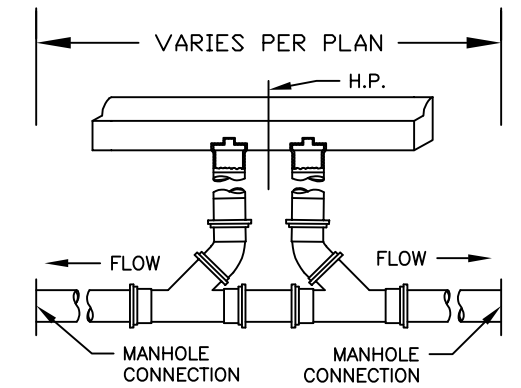 VARIES PER PLAN
H.P.
FLOW
FLOW
MANHOLE
CONNECTION
MANHOLE
CONNECTION